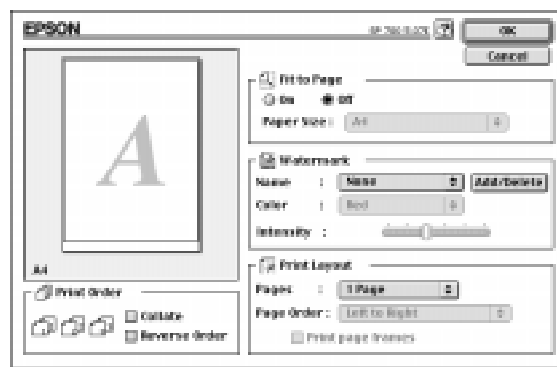 EPSON
?
OK
Cancel
A
A4
Fit to Page
On Off
Paper Size : A4
Watermark
Name : None Add/Delete
Color : Red
Intensity :
Print Layout
Pages : 1 Page
Page Order : Left to Right
Print page frames
Print Order
Collate
Reverse Order